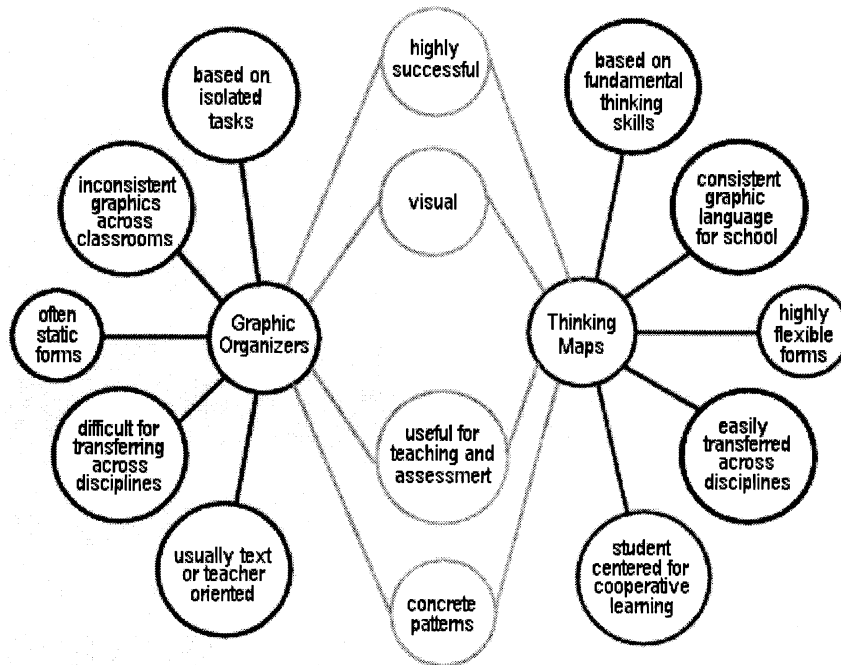 highly
successful
based on
isolated
tasks
based on
fundamental
thinking
skills
inconsistent
graphics
across
classrooms
visual
consistent
graphic
language
for school
often
static
forms
Graphic
Organizers
Thinking
Maps
highly
flexible
forms
difficult for
transferring
across
disciplines
useful for
teaching and
assessment
easily
transferred
across
disciplines
usually text
or teacher
oriented
concrete
patterns
student
centered for
cooperative
learning